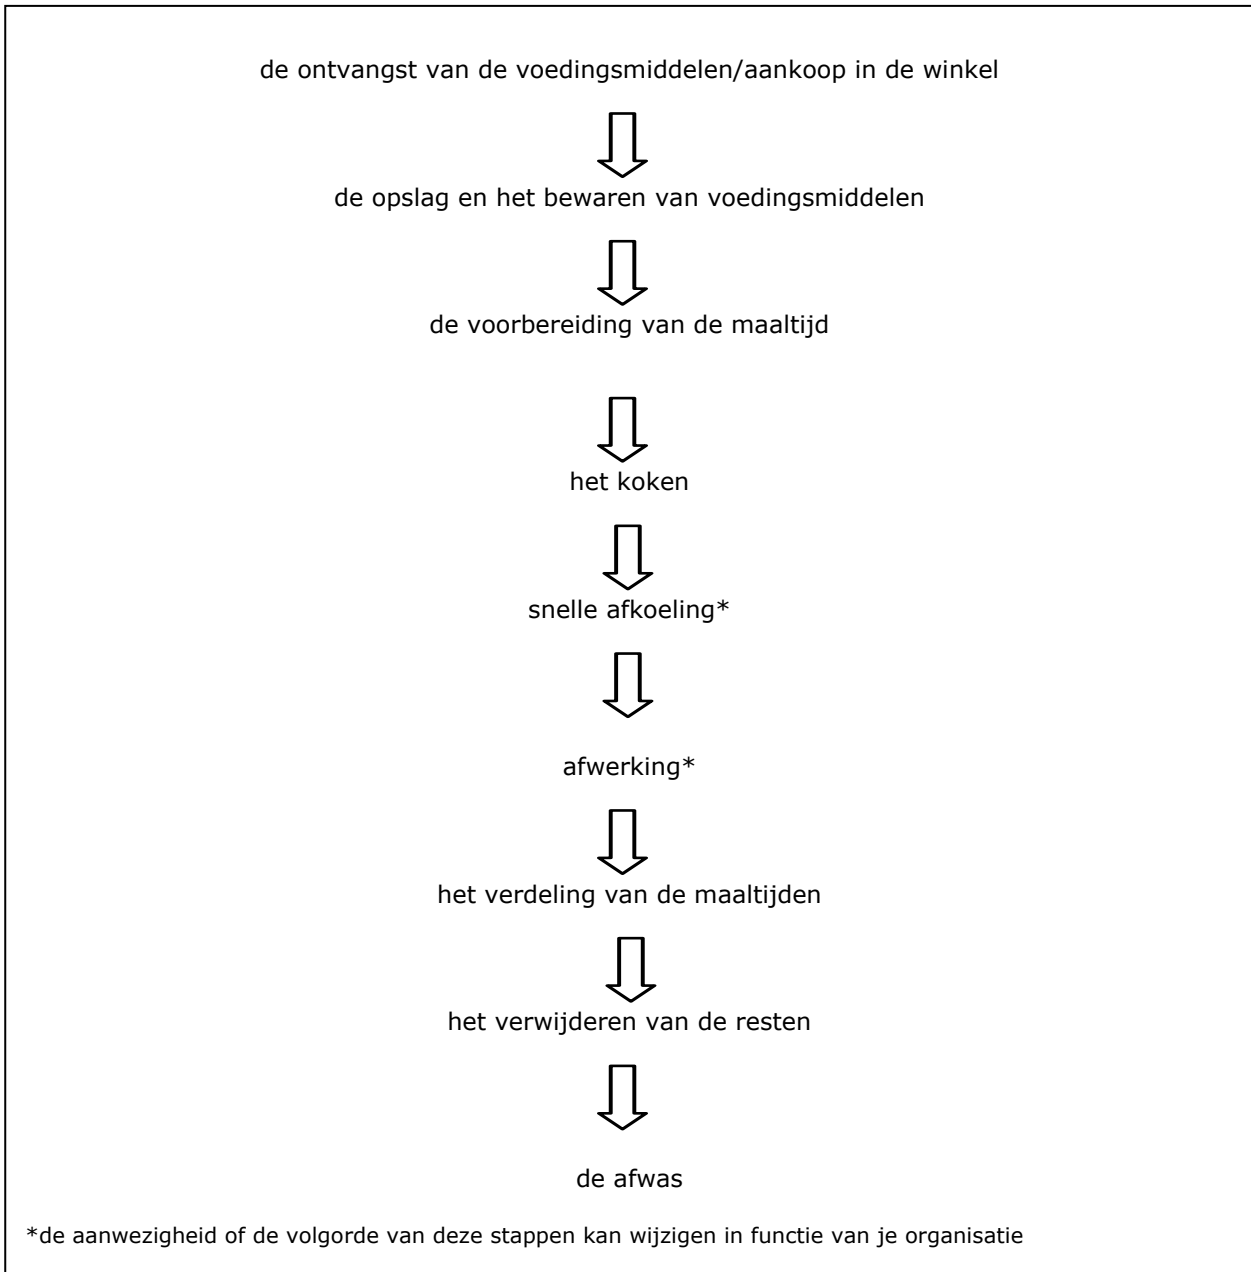 de ontvangst van de voedingsmiddelen/aankoop in de winkel
de opslag en het bewaren van voedingsmiddelen
de voorbereiding van de maaltijd
het koken
snelle afkoeling*
afwerking*
het verdeling van de maaltijden
het verwijderen van de resten
de afwas
*de aanwezigheid of de volgorde van deze stappen kan wijzigen in functie van je organisatie